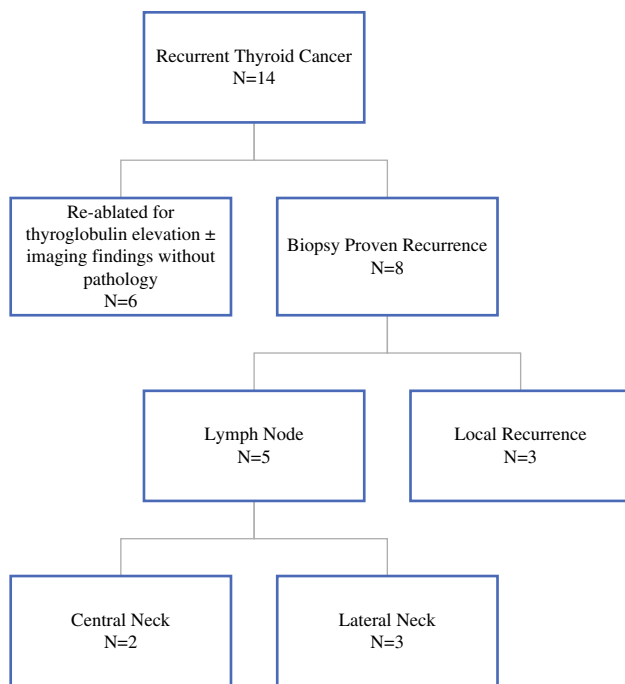 Recurrent Thyroid Cancer
N=14
Re-ablated for
thyroglobulin elevation ±
imaging findings without
pathology
N=6
Biopsy Proven Recurrence
N=8
Lymph Node
N=5
Local Recurrence
N=3
Central Neck
N=2
Lateral Neck
N=3